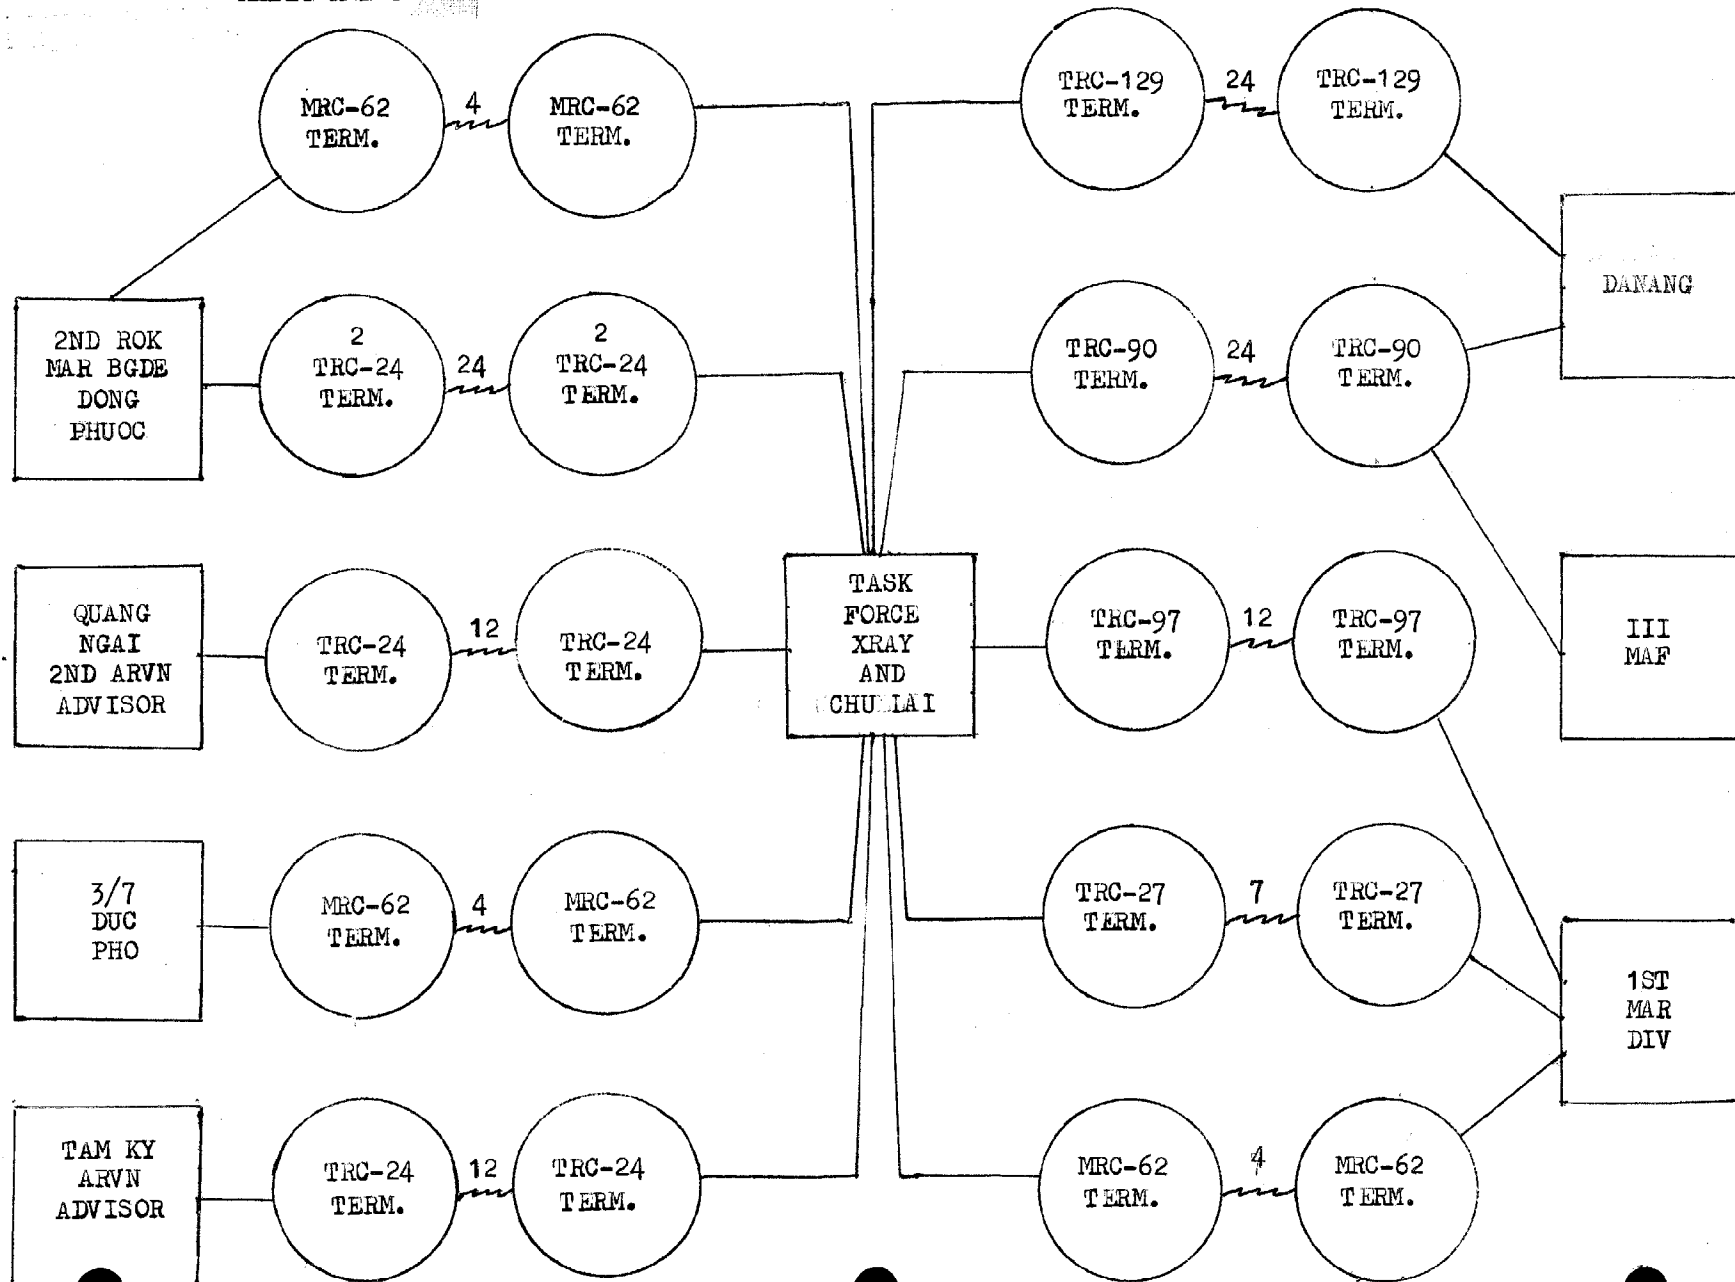 MRC-62
TERM.
4
MRC-62
TERM.
TRC-129
TERM.
24
TRC-129
TERM.
DANANG
2ND ROK
MAR BGDE
DONG
PHUOC
2
TRC-24
TERM.
24
2
TRC-24
TERM.
TRC-90
TERM.
24
TRC-90
TERM.
QUANG
NGAI
2ND ARVN
ADVISOR
TRC-24
TERM.
12
TRC-24
TERM.
TASK
FORCE
XRAY
AND
CHU LAI
TRC-97
TERM.
12
TRC-97
TERM.
III
MAF
3/7
DUC
PHO
MRC-62
TERM.
4
MRC-62
TERM.
TRC-27
TERM.
7
TRC-27
TERM.
1ST
MAR
DIV
TAM KY
ARVN
ADVISOR
TRC-24
TERM.
12
TRC-24
TERM.
MRC-62
TERM.
4
MRC-62
TERM.